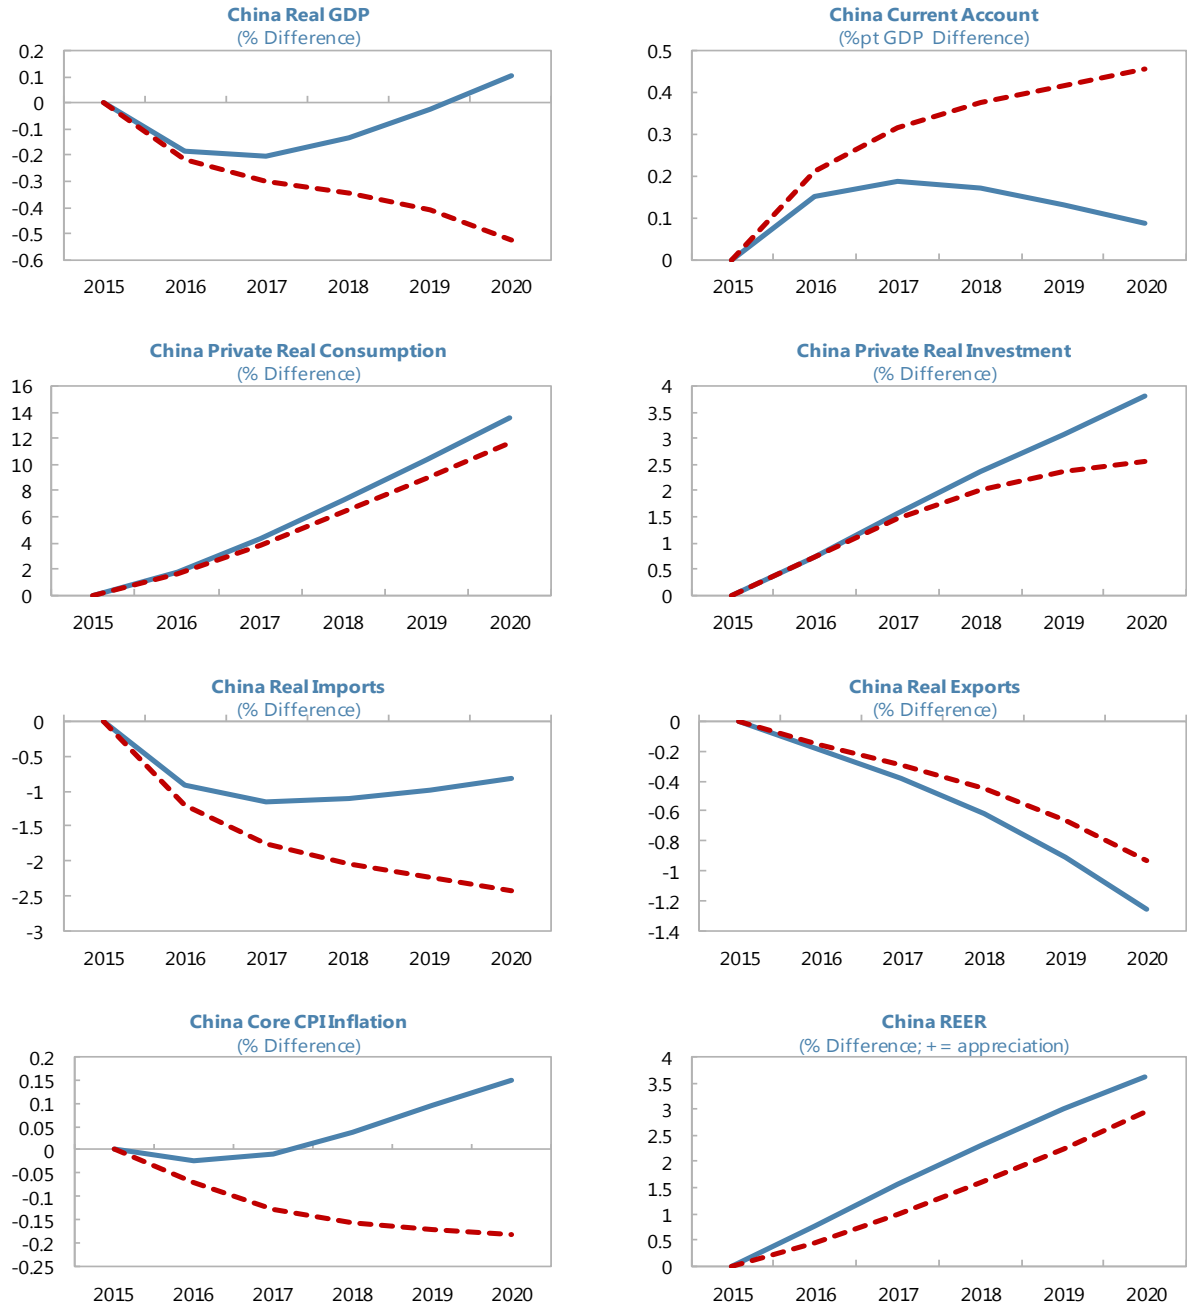 China Real GDP
(% Difference)
0.2
0.1
0
-0.1
-0.2
-0.3
-0.4
-0.5
-0.6
2015 2016 2017 2018 2019 2020
China Current Account
(%pt GDP Difference)
0.5
0.4
0.3
0.2
0.1
0
2015 2016 2017 2018 2019 2020
China Private Real Consumption
(% Difference)
16
14
12
10
8
6
4
2
0
2015 2016 2017 2018 2019 2020
China Private Real Investment
(% Difference)
4
3.5
3
2.5
2
1.5
1
0.5
0
2015 2016 2017 2018 2019 2020
China Real Imports
(% Difference)
0
-0.5
-1
-1.5
-2
-2.5
-3
2015 2016 2017 2018 2019 2020
China Real Exports
(% Difference)
0
-0.2
-0.4
-0.6
-0.8
-1
-1.2
-1.4
2015 2016 2017 2018 2019 2020
China Core CPI Inflation
(% Difference)
0.2
0.15
0.1
0.05
0
-0.05
-0.1
-0.15
-0.2
-0.25
2015 2016 2017 2018 2019 2020
China REER
(% Difference; + = appreciation)
4
3.5
3
2.5
2
1.5
1
0.5
0
2015 2016 2017 2018 2019 2020